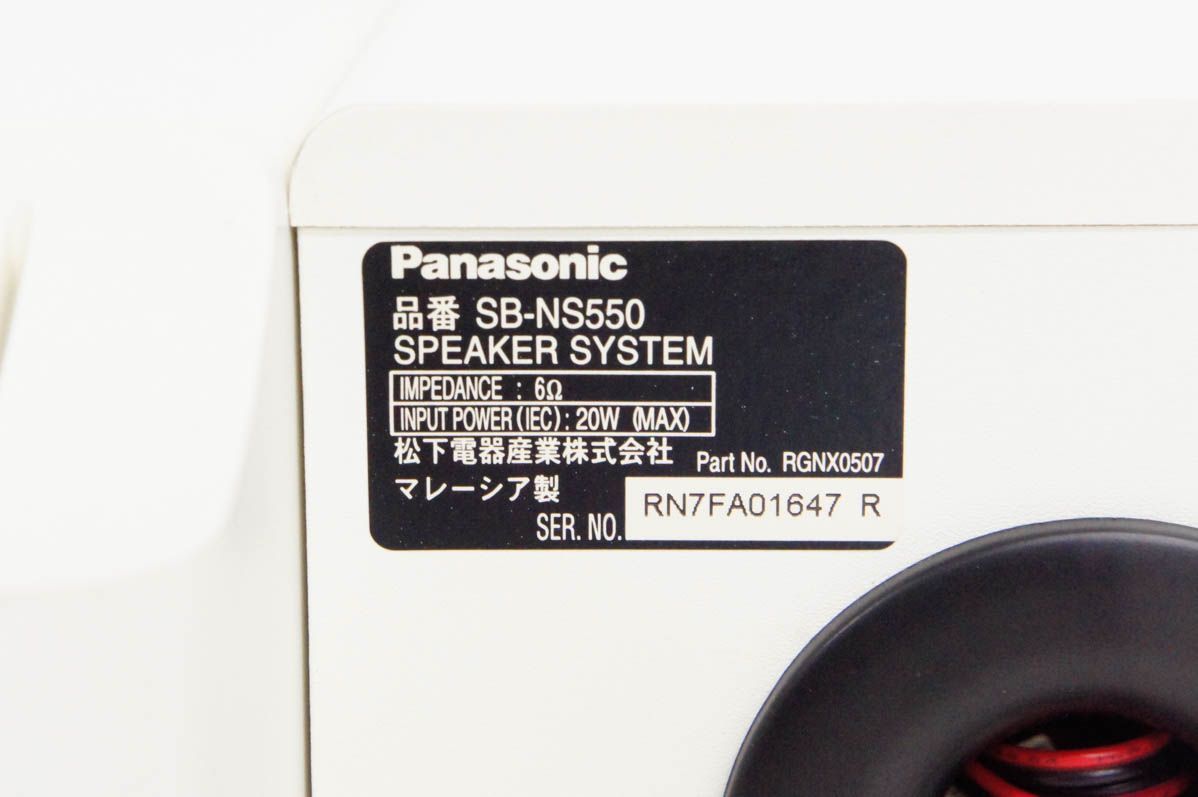 Panasonic
品番 SB-NS550
SPEAKER SYSTEM
IMPEDANCE : 6Ω
INPUT POWER (IEC) : 20W (MAX)
松下電器産業株式会社 Part No. RGNX0507
マレーシア製
SER. NO. RN7FA01647 R